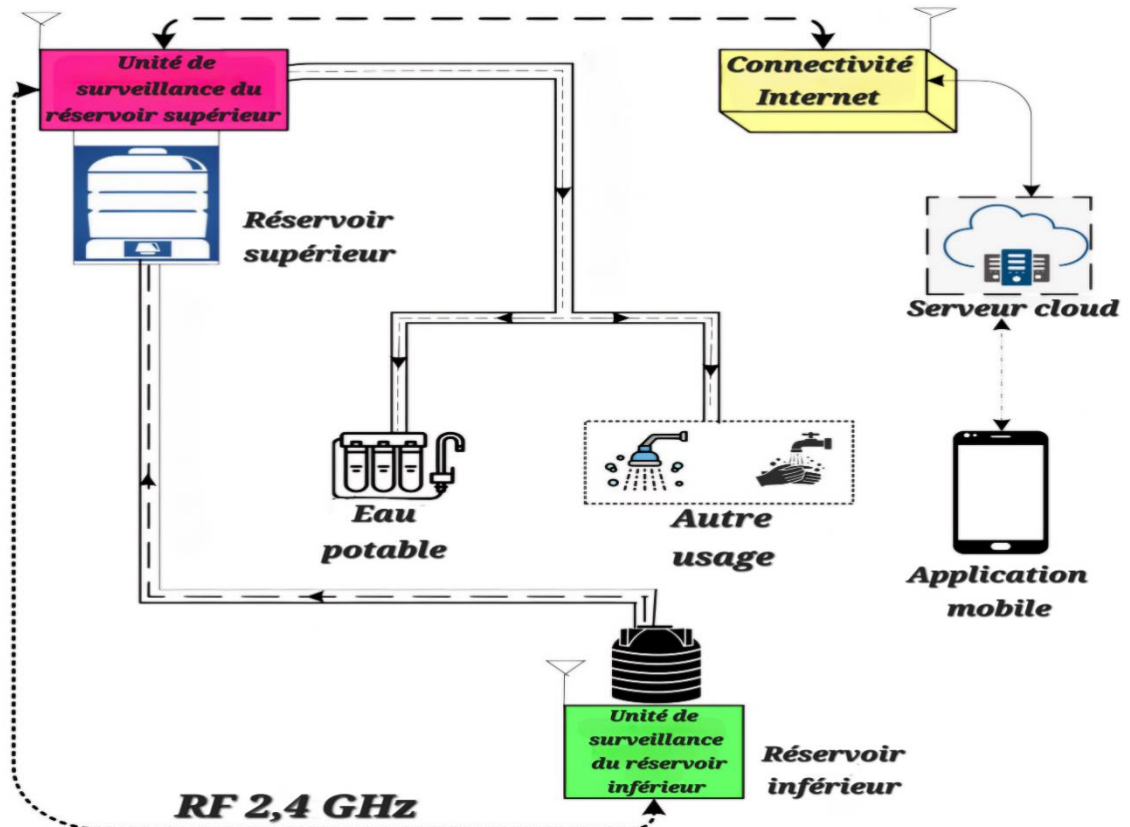 Unité de
surveillance du
réservoir supérieur
Connectivité
Internet
Réservoir
supérieur
Serveur cloud
Eau
potable
Autre
usage
Application
mobile
Unité de
surveillance
du réservoir
inférieur
Réservoir
inférieur
RF 2,4 GHz